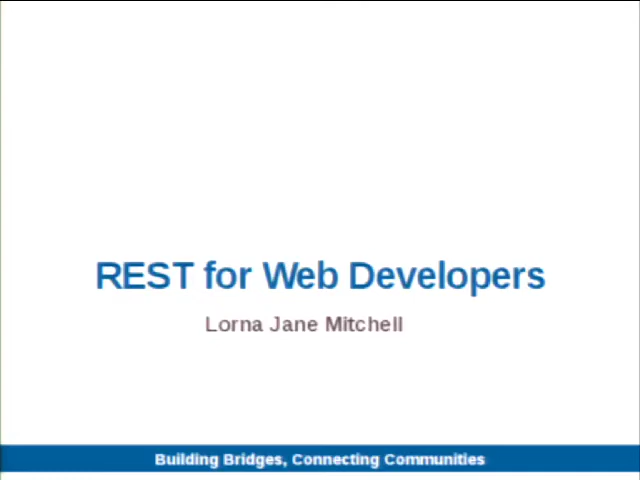 REST for Web Developers
Lorna Jane Mitchell
Building Bridges, Connecting Communities